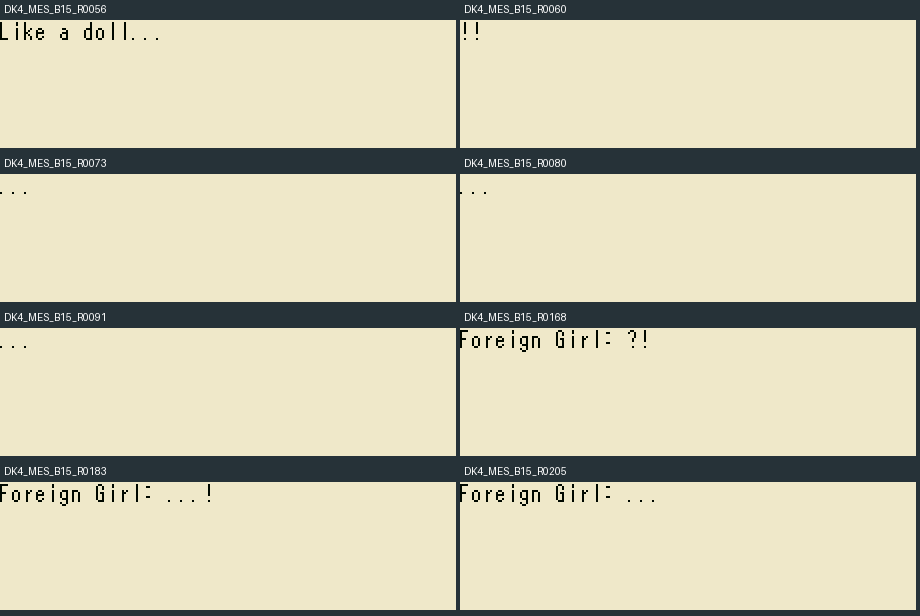 DK4_MES_B15_R0056
DK4_MES_B15_R0060
Like a doll...
!!
DK4_MES_B15_R0073
DK4_MES_B15_R0080
...
...
DK4_MES_B15_R0091
DK4_MES_B15_R0168
...
Foreign Girl: ?!
DK4_MES_B15_R0183
DK4_MES_B15_R0205
Foreign Girl: ...!
Foreign Girl: ...